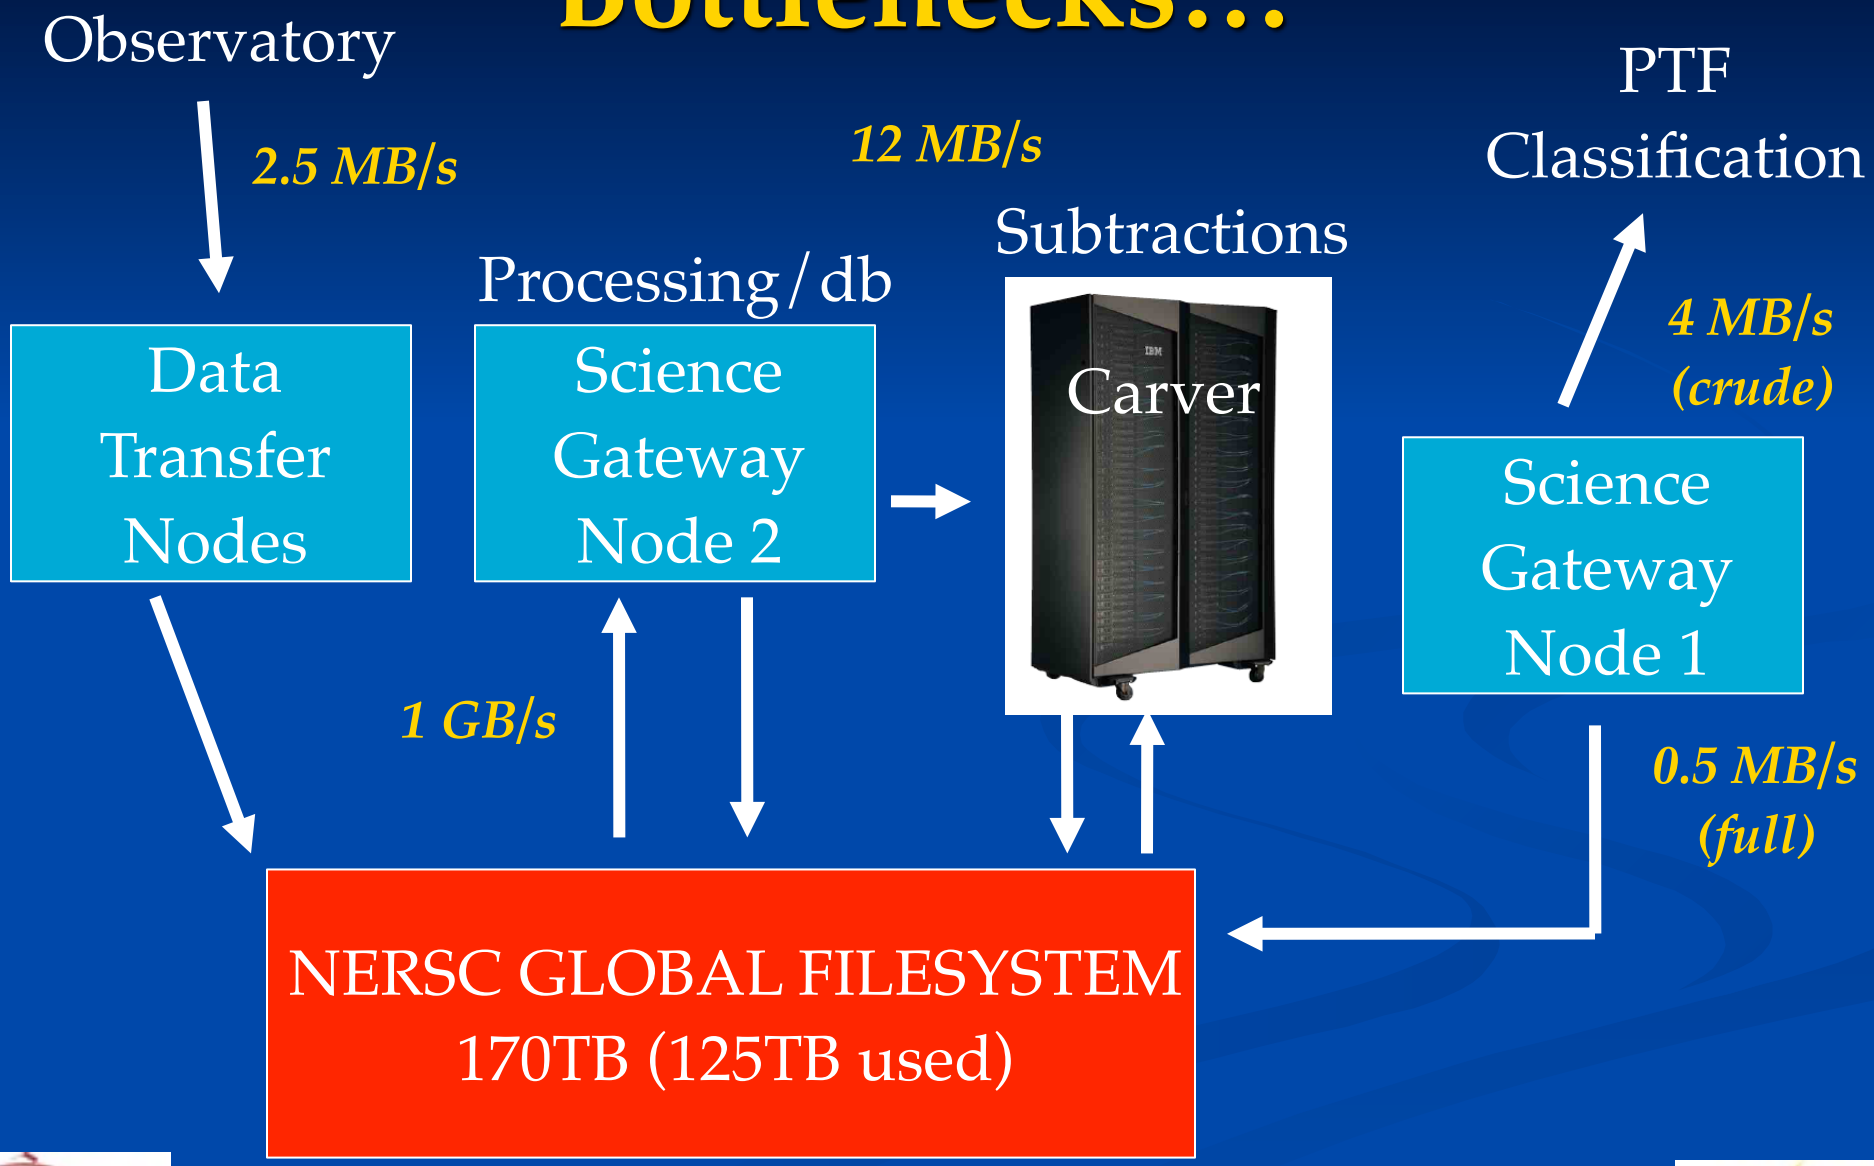 Bottlenecks...
Observatory
2.5 MB/s
12 MB/s
PTF
Classification
Subtractions
Processing/db
4 MB/s
(crude)
Data
Transfer
Nodes
Science
Gateway
Node 2
IBM
Carver
Science
Gateway
Node 1
1 GB/s
0.5 MB/s
(full)
NERSC GLOBAL FILESYSTEM
170TB (125TB used)